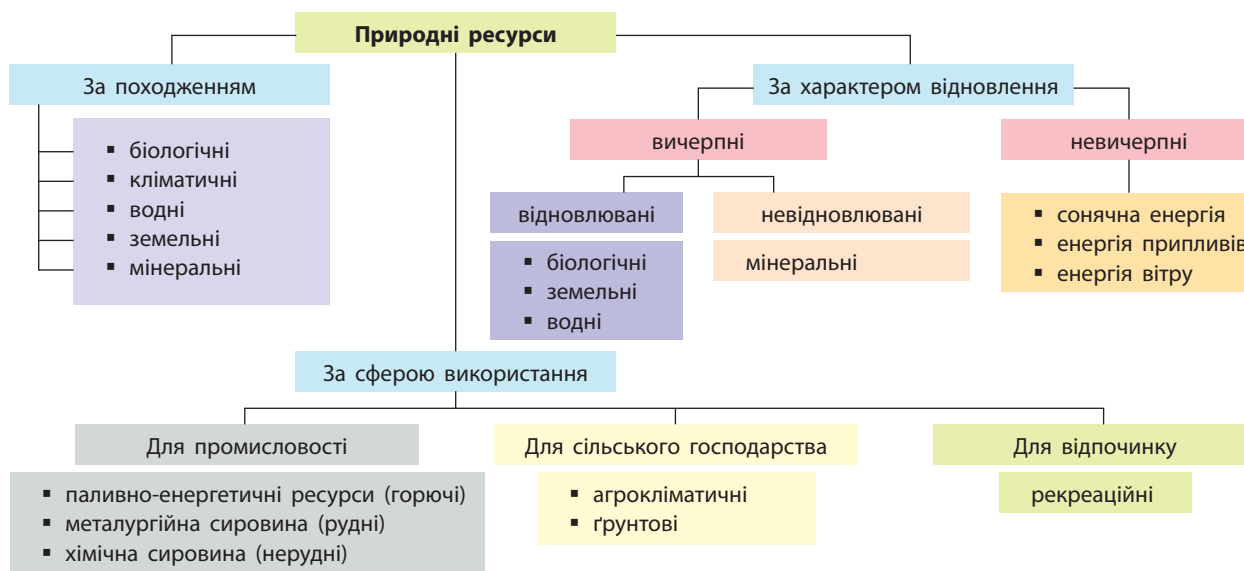 Природні ресурси
За походженням
▪ біологічні
▪ кліматичні
▪ водні
▪ земельні
▪ мінеральні
За характером відновлення
вичерпні
невичерпні
відновлювані
▪ біологічні
▪ земельні
▪ водні
невідновлювані
мінеральні
▪ сонячна енергія
▪ енергія припливів
▪ енергія вітру
За сферою використання
Для промисловості
▪ паливно-енергетичні ресурси (горючі)
▪ металургійна сировина (рудні)
▪ хімічна сировина (нерудні)
Для сільського господарства
▪ агрокліматичні
▪ ґрунтові
Для відпочинку
рекреаційні